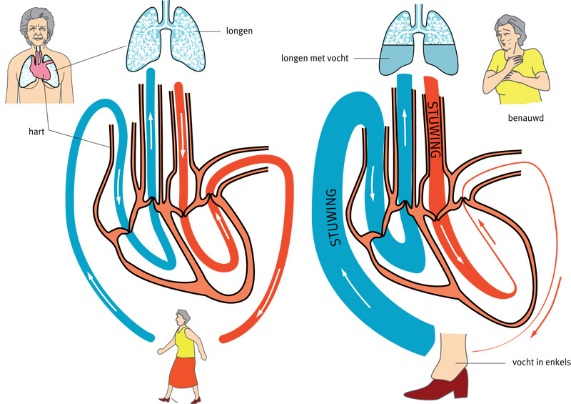 longen
hart
longen met vocht
benauwd
STUWING
STUWING
vocht in enkels